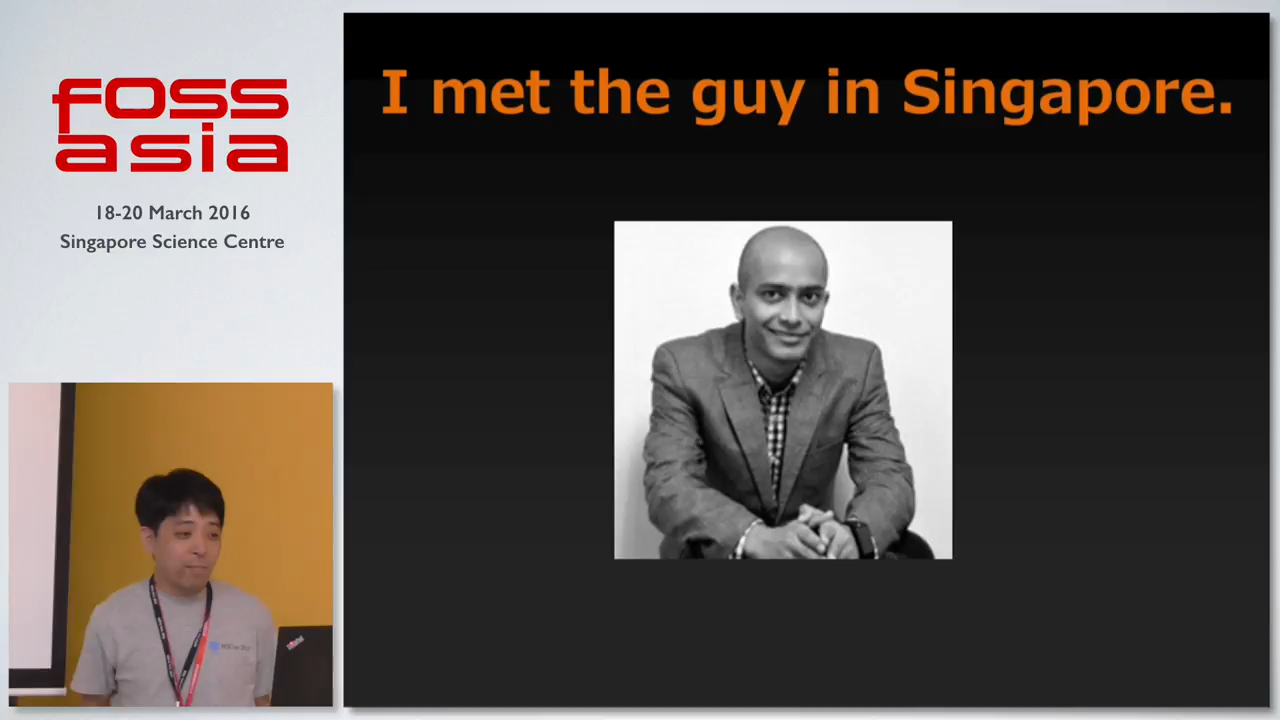 fOSS
asia
18-20 March 2016
Singapore Science Centre
I met the guy in Singapore.